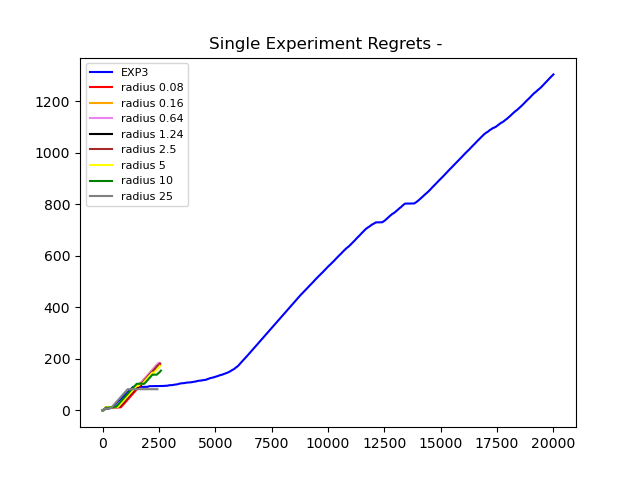 Single Experiment Regrets -
EXP3
radius 0.08
radius 0.16
radius 0.64
radius 1.24
radius 2.5
radius 5
radius 10
radius 25
1200
1000
800
600
400
200
0
0 2500 5000 7500 10000 12500 15000 17500 20000